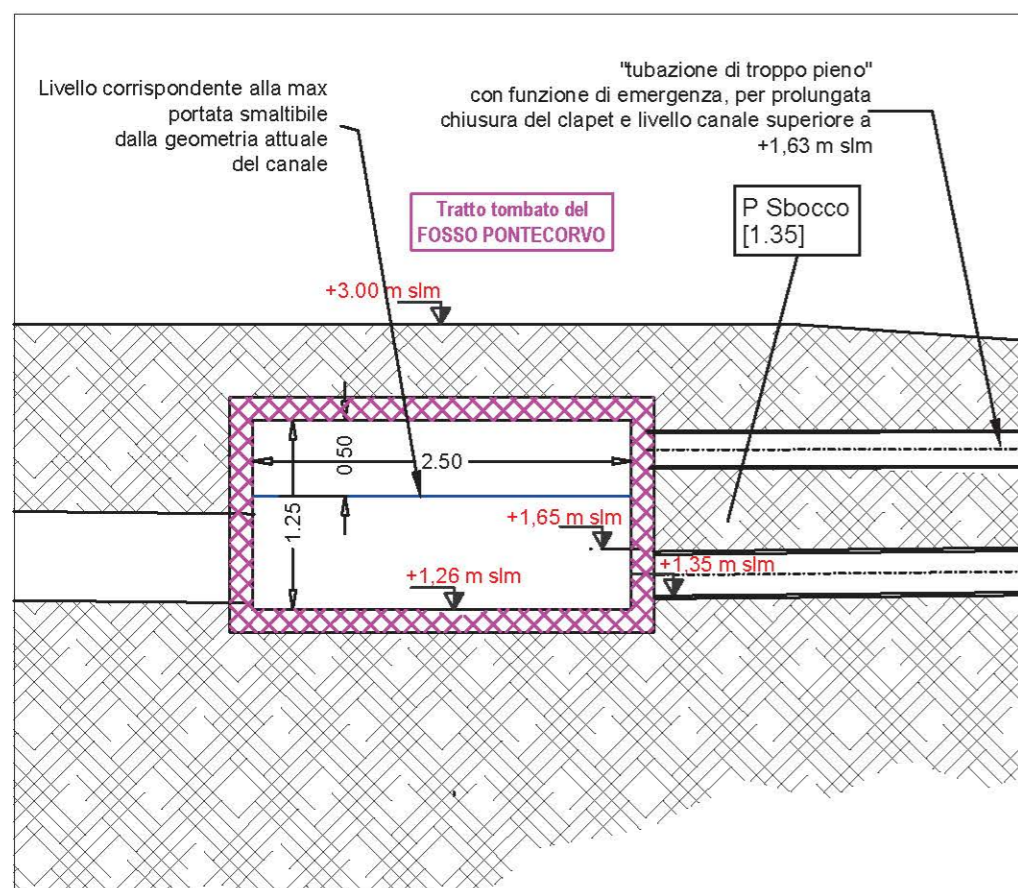 Livello corrispondente alla max
portata smaltibile
dalla geometria attuale
del canale
"tubazione di troppo pieno"
con funzione di emergenza, per prolungata
chiusura del clapet e livello canale superiore a
+1,63 m slm
Tratto tombato del
FOSSO PONTECORVO
P Sbocco
[1.35]
+3.00 m slm
0.50
2.50
1.25
+1,65 m slm
+1,35 m slm
+1,26 m slm